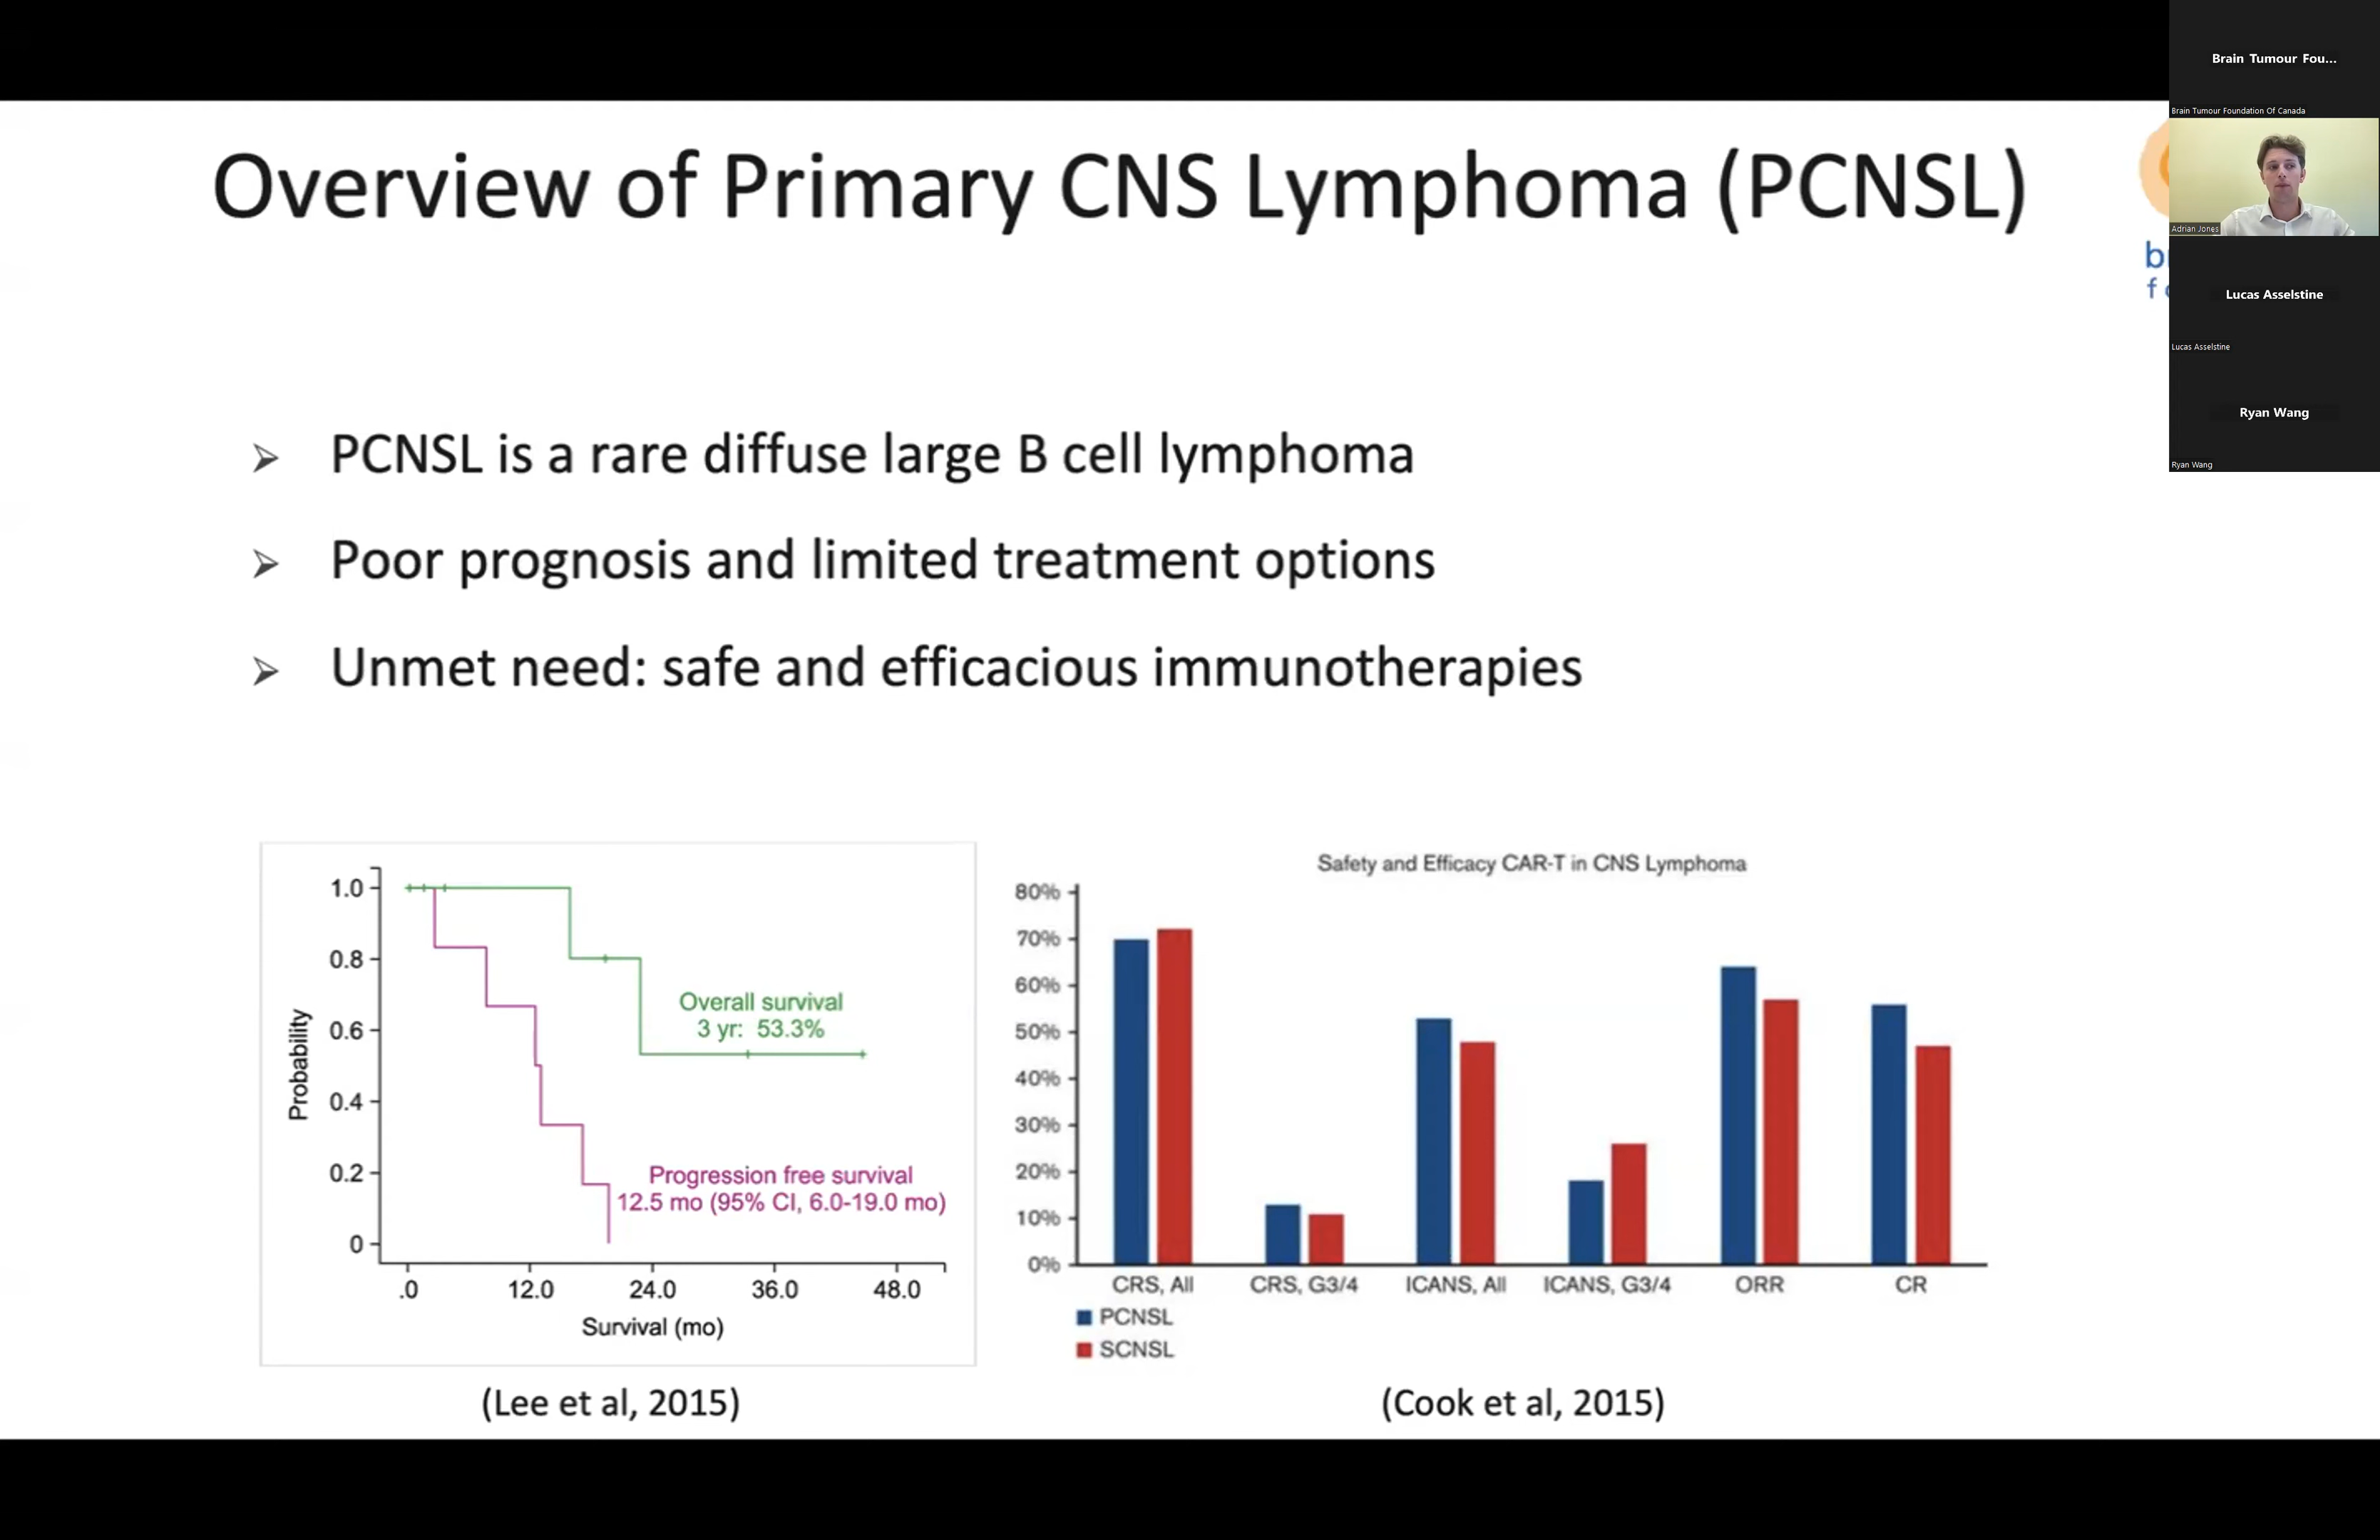 Overview of Primary CNS Lymphoma (PCNSL)
Brain Tumour Fou...
Brain Tumour Foundation Of Canada
Adrian Jones
Lucas Asselstine
Lucas Asselstine
Ryan Wang
Ryan Wang
➢ PCNSL is a rare diffuse large B cell lymphoma
➢ Poor prognosis and limited treatment options
➢ Unmet need: safe and efficacious immunotherapies
Probability
1.0
0.8
0.6
0.4
0.2
0
Overall survival
3 yr: 53.3%
Progression free survival
12.5 mo (95% CI, 6.0-19.0 mo)
.0 12.0 24.0 36.0 48.0
Survival (mo)
(Lee et al, 2015)
Safety and Efficacy CAR-T in CNS Lymphoma
80%
70%
60%
50%
40%
30%
20%
10%
0%
CRS, All CRS, G3/4 ICANS, All ICANS, G3/4 ORR CR
PCNSL
SCNSL
(Cook et al, 2015)